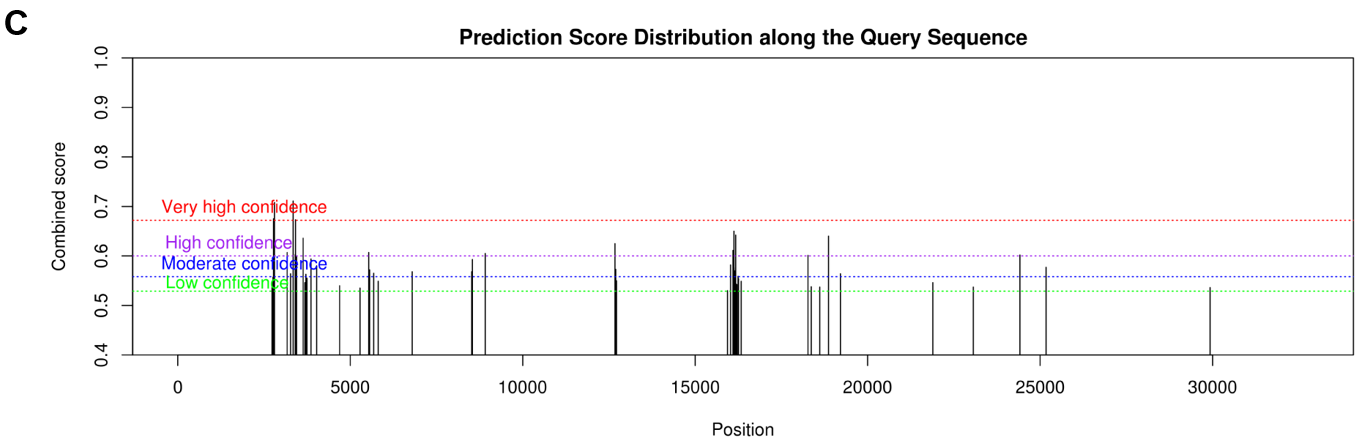 C
Prediction Score Distribution along the Query Sequence
Combined score
1.0
0.9
0.8
0.7
0.6
0.5
0.4
Very high confidence
High confidence
Moderate confidence
Low confidence
0 5000 10000 15000 20000 25000 30000
Position